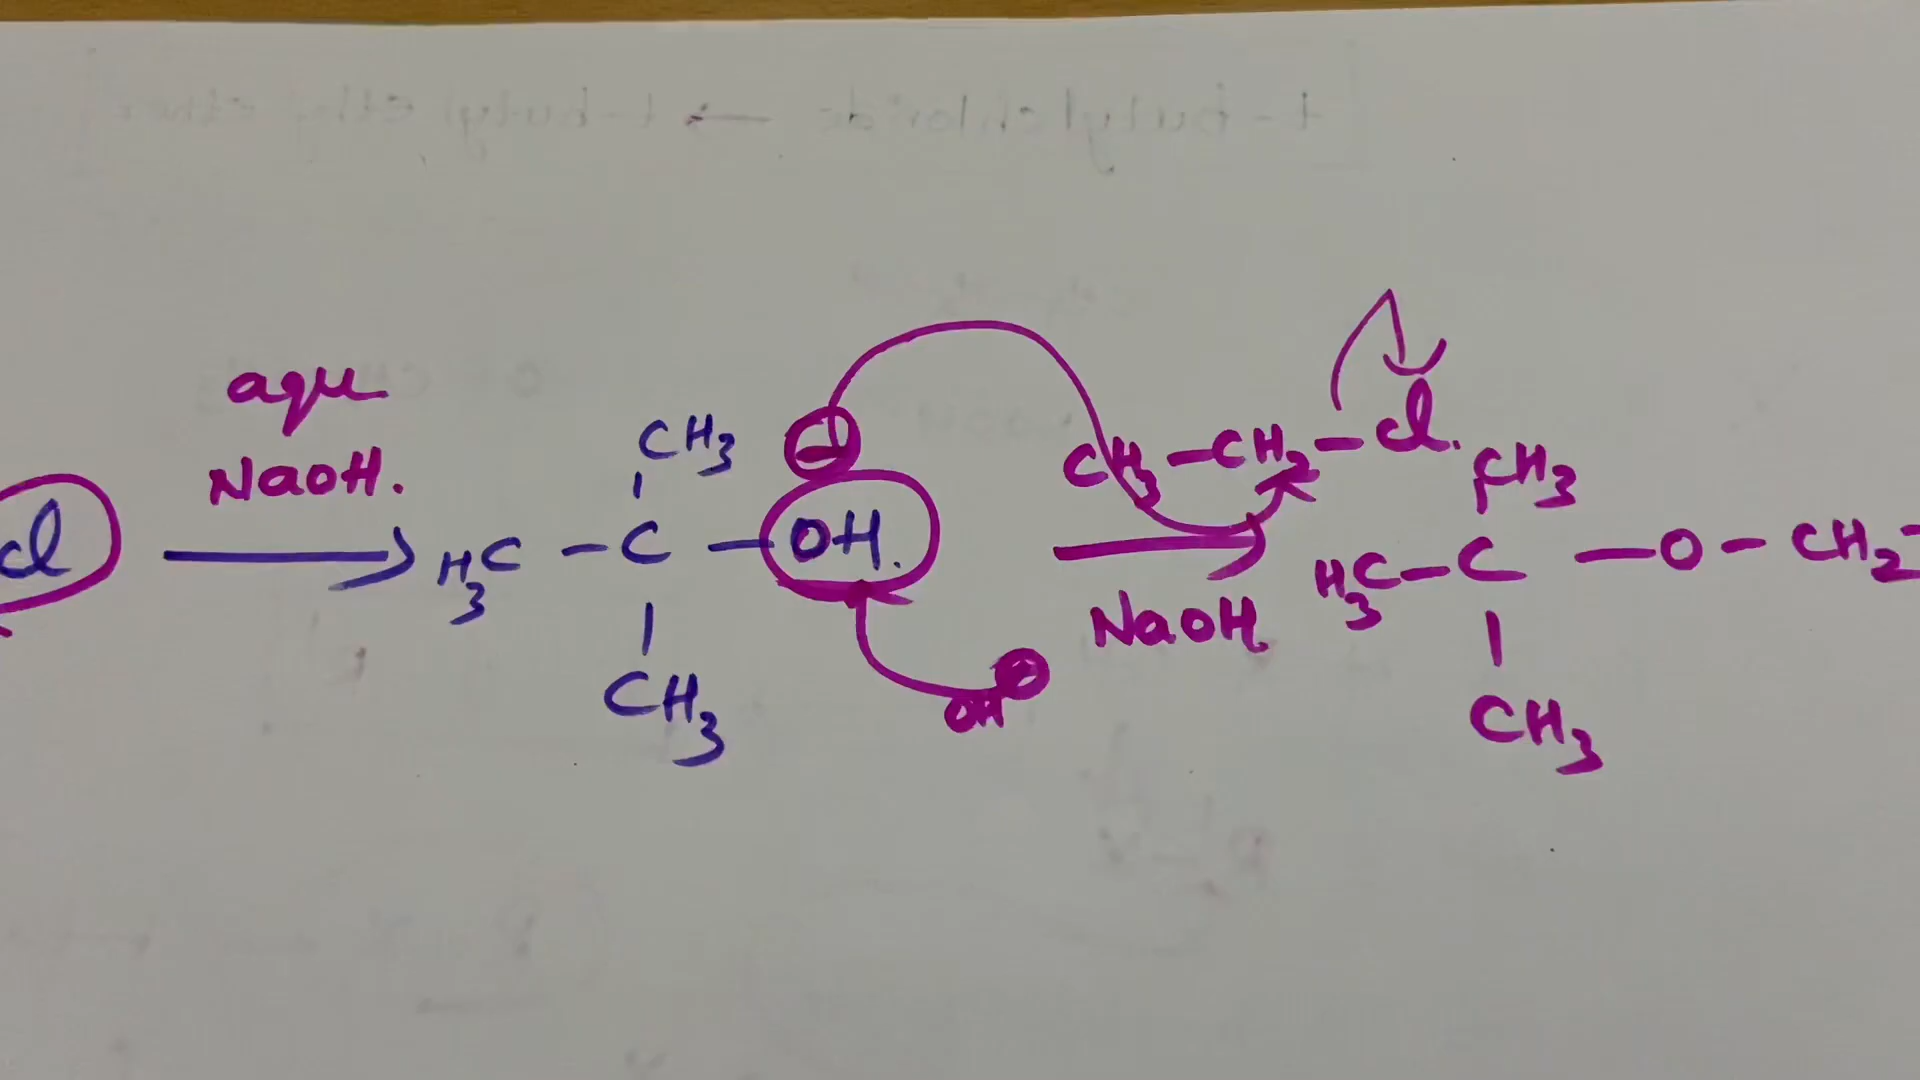 t-butylchloride → t-butyl ethyl ether
aqu
NaOH.
Cl
CH3
H3C - C - OH.
CH3
⊖
OH⊖
CH3-CH2-Cl.
NaOH
CH3
H3C-C-O-CH2-
CH3